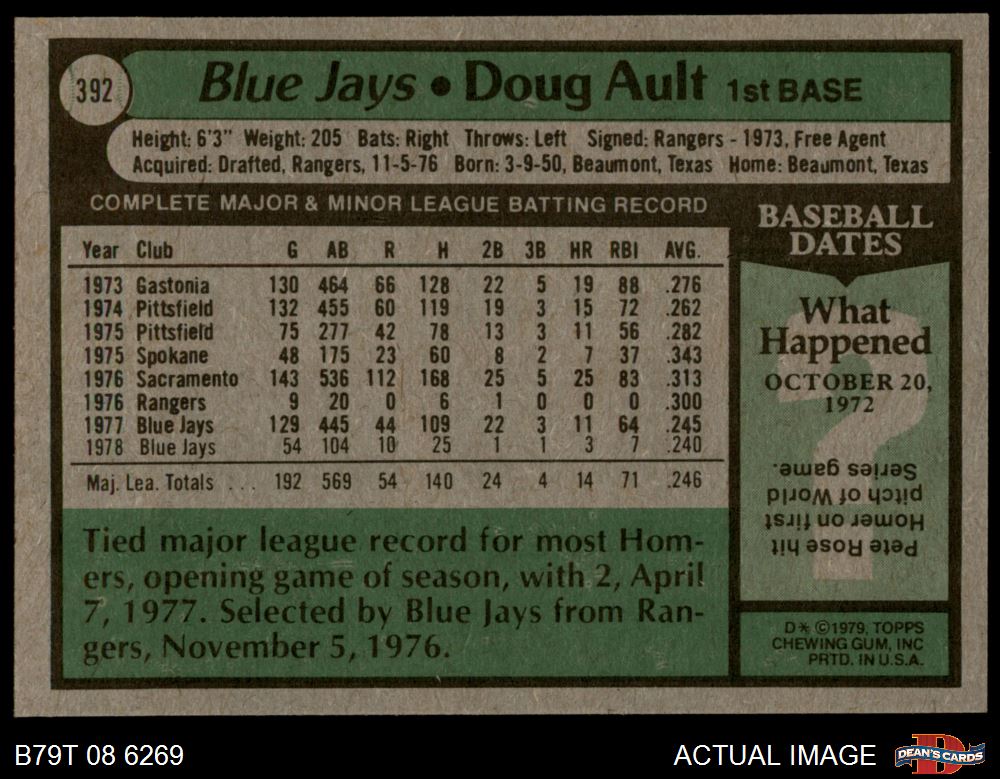 392
Blue Jays • Doug Ault 1st BASE
Height: 6'3" Weight: 205 Bats: Right Throws: Left Signed: Rangers - 1973, Free Agent
Acquired: Drafted, Rangers, 11-5-76 Born: 3-9-50, Beaumont, Texas Home: Beaumont, Texas
COMPLETE MAJOR & MINOR LEAGUE BATTING RECORD
Year Club G AB R H 2B 3B HR RBI AVG.
1973 Gastonia 130 464 66 128 22 5 19 88 .276
1974 Pittsfield 132 455 60 119 19 3 15 72 .262
1975 Pittsfield 75 277 42 78 13 3 11 56 .282
1975 Spokane 48 175 23 60 8 2 7 37 .343
1976 Sacramento 143 536 112 168 25 5 25 83 .313
1976 Rangers 9 20 0 6 1 0 0 0 .300
1977 Blue Jays 129 445 44 109 22 3 11 64 .245
1978 Blue Jays 54 104 10 25 1 1 3 7 .240
Maj. Lea. Totals ... 192 569 54 140 24 4 14 71 .246
Tied major league record for most Hom-
ers, opening game of season, with 2, April
7, 1977. Selected by Blue Jays from Ran-
gers, November 5, 1976.
BASEBALL
DATES
What
Happened
OCTOBER 20,
1972
?
Pete Rose hit
Homer on first
pitch of World
Series game.
D* ©1979, TOPPS
CHEWING GUM, INC
PRTD. IN U.S.A.
B79T 08 6269
ACTUAL IMAGE
DEAN'S CARDS